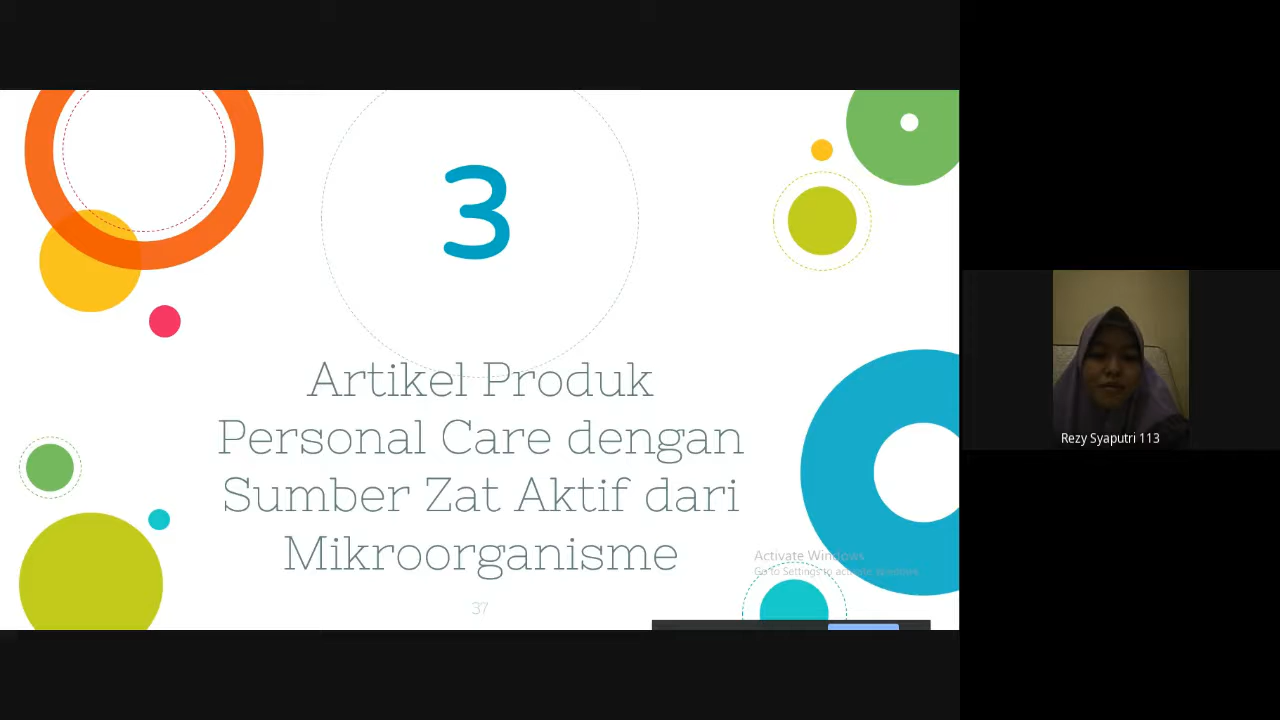 3
Artikel Produk
Personal Care dengan
Sumber Zat Aktif dari
Mikroorganisme
37
Activate Windows
Go to Settings to activate Windows.
Rezy Syaputri 113